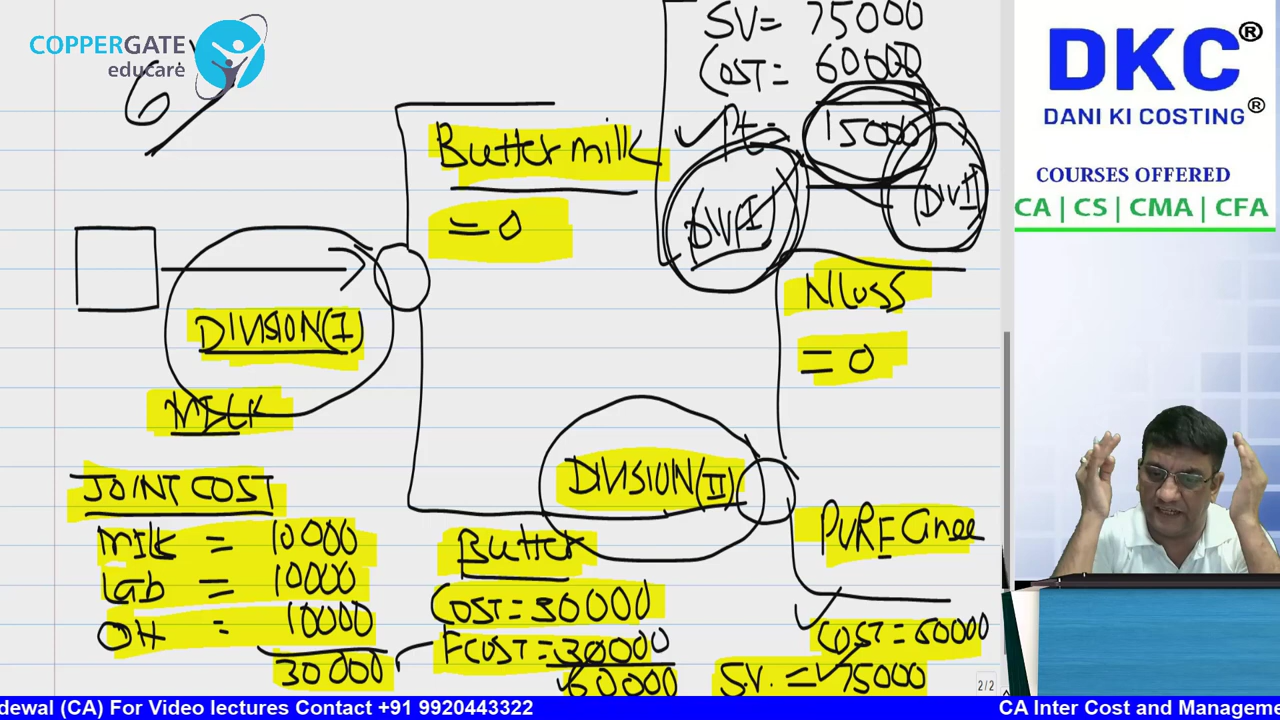 COPPERGATE
educare
6
SV= 75000
Cost= 60000
Pt= 15000
DIV I
DIV II
Butter milk
= 0
N Loss
= 0
DIVISION (I)
MILK
DIVISION (II)
JOINT COST
Milk = 10000
Lab = 10000
OH = 10000
30000
Butter
Cost = 30000
F Cost = 30000
60000
PURE Ghee
Cost = 60000
S.V. = 75000
2/2
DKC®
DANI KI COSTING®
COURSES OFFERED
CA | CS | CMA | CFA
dewal (CA) For Video lectures Contact +91 9920443322
CA Inter Cost and Manageme